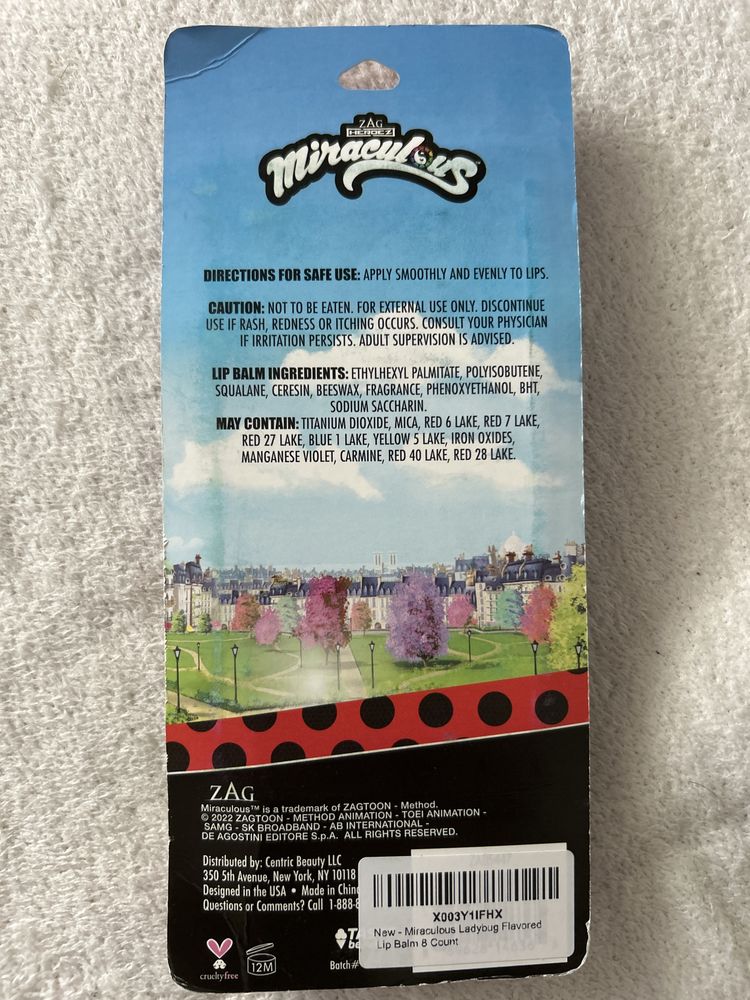 ZAG
HEROEZ
Miraculous
DIRECTIONS FOR SAFE USE: APPLY SMOOTHLY AND EVENLY TO LIPS.
CAUTION: NOT TO BE EATEN. FOR EXTERNAL USE ONLY. DISCONTINUE
USE IF RASH, REDNESS OR ITCHING OCCURS. CONSULT YOUR PHYSICIAN
IF IRRITATION PERSISTS. ADULT SUPERVISION IS ADVISED.
LIP BALM INGREDIENTS: ETHYLHEXYL PALMITATE, POLYISOBUTENE,
SQUALANE, CERESIN, BEESWAX, FRAGRANCE, PHENOXYETHANOL, BHT,
SODIUM SACCHARIN.
MAY CONTAIN: TITANIUM DIOXIDE, MICA, RED 6 LAKE, RED 7 LAKE,
RED 27 LAKE, BLUE 1 LAKE, YELLOW 5 LAKE, IRON OXIDES,
MANGANESE VIOLET, CARMINE, RED 40 LAKE, RED 28 LAKE.
ZAG
Miraculous™ is a trademark of ZAGTOON - Method.
© 2022 ZAGTOON - METHOD ANIMATION - TOEI ANIMATION -
SAMG - SK BROADBAND - AB INTERNATIONAL -
DE AGOSTINI EDITORE S.p.A. ALL RIGHTS RESERVED.
Distributed by: Centric Beauty LLC
350 5th Avenue, New York, NY 10118
Designed in the USA • Made in
Questions or Comments? Call 1-888-
X003Y1IFHX
New - Miraculous Ladybug Flavored
Lip Balm 8 Count
crueltyfree
12M
Batch#